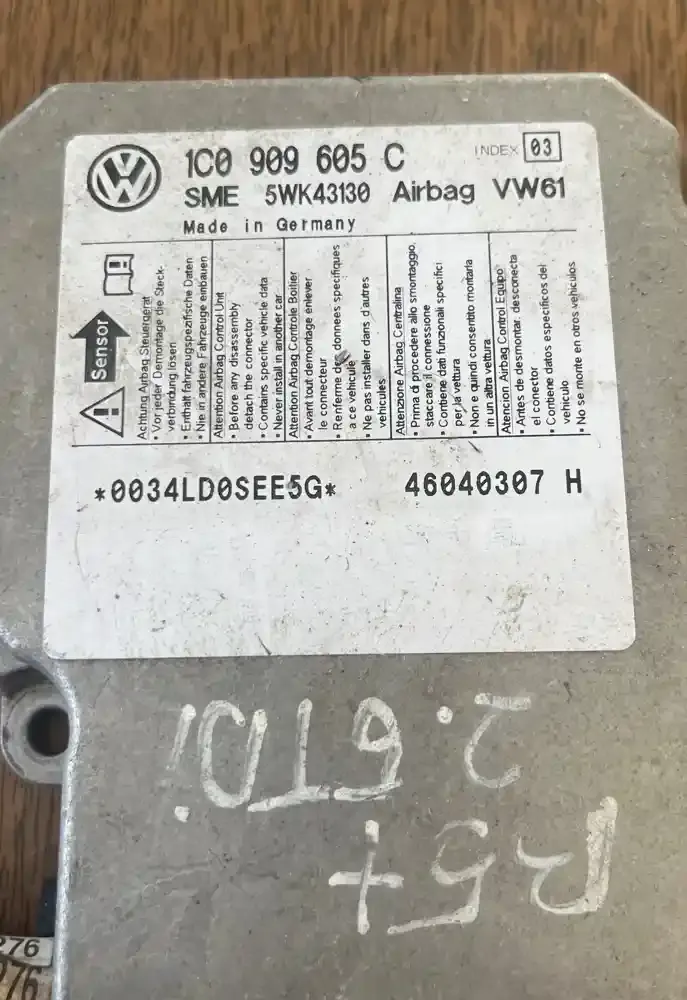 1C0 909 605 C INDEX 03
SME 5WK43130 Airbag VW61
Made in Germany
Sensor
Achtung Airbag Steuergerät
• Vor jeder Demontage die Steck-
verbindung lösen
• Enthält fahrzeugspezifische Daten
• Nie in andere Fahrzeuge einbauen
Attention Airbag Control Unit
• Before any disassembly
detach the connector
• Contains specific vehicle data
• Never install in another car
Attention Airbag Controle Boitier
• Avant tout demontage enlever
le connecteur
• Renferme des donnees specifiques
a ce vehicule
• Ne pas installer dans d'autres
vehicules
Attenzione Airbag Centralina
• Prima di procedere allo smontaggio,
staccare il connessione
• Contiene dati funzionali specifici
per la vettura
• Non e quindi consentito montarla
in un altra vettura
Atencion Airbag Control Equipo
• Antes de desmontar: desconecta
el conector
• Contiene datos especificos del
vehiculo
• No se monte en otros vehiculos
*0034LD0SEE5G* 46040307 H
B5+
2.5TDi
276
276